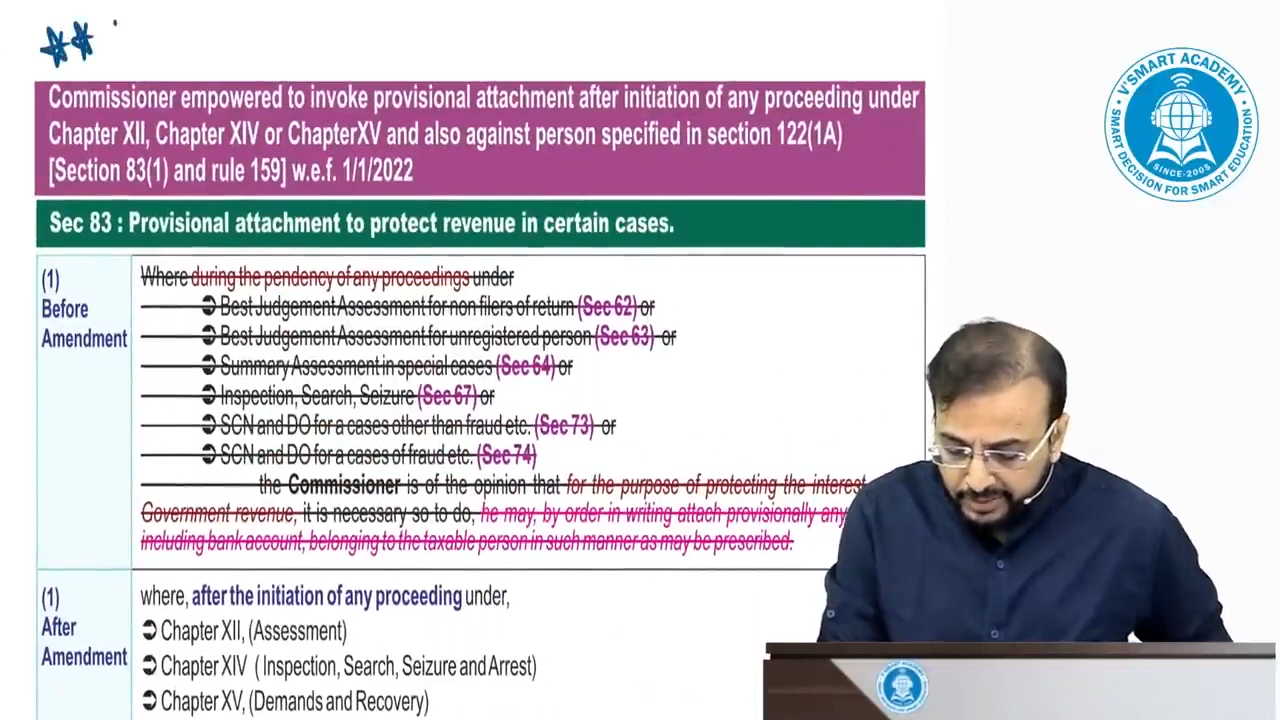 Commissioner empowered to invoke provisional attachment after initiation of any proceeding under
Chapter XII, Chapter XIV or ChapterXV and also against person specified in section 122(1A)
[Section 83(1) and rule 159] w.e.f. 1/1/2022
Sec 83 : Provisional attachment to protect revenue in certain cases.
(1)
Before
Amendment
Where during the pendency of any proceedings under
➲ Best Judgement Assessment for non filers of return (Sec 62) or
➲ Best Judgement Assessment for unregistered person (Sec 63) or
➲ Summary Assessment in special cases (Sec 64) or
➲ Inspection, Search, Seizure (Sec 67) or
➲ SCN and DO for a cases other than fraud etc. (Sec 73) or
➲ SCN and DO for a cases of fraud etc. (Sec 74)
the Commissioner is of the opinion that for the purpose of protecting the interest
Government revenue, it is necessary so to do, he may, by order in writing attach provisionally any
including bank account, belonging to the taxable person in such manner as may be prescribed.
(1)
After
Amendment
where, after the initiation of any proceeding under,
➲ Chapter XII, (Assessment)
➲ Chapter XIV ( Inspection, Search, Seizure and Arrest)
➲ Chapter XV, (Demands and Recovery)
V'SMART ACADEMY
SINCE-2005
SMART DECISION FOR SMART EDUCATION